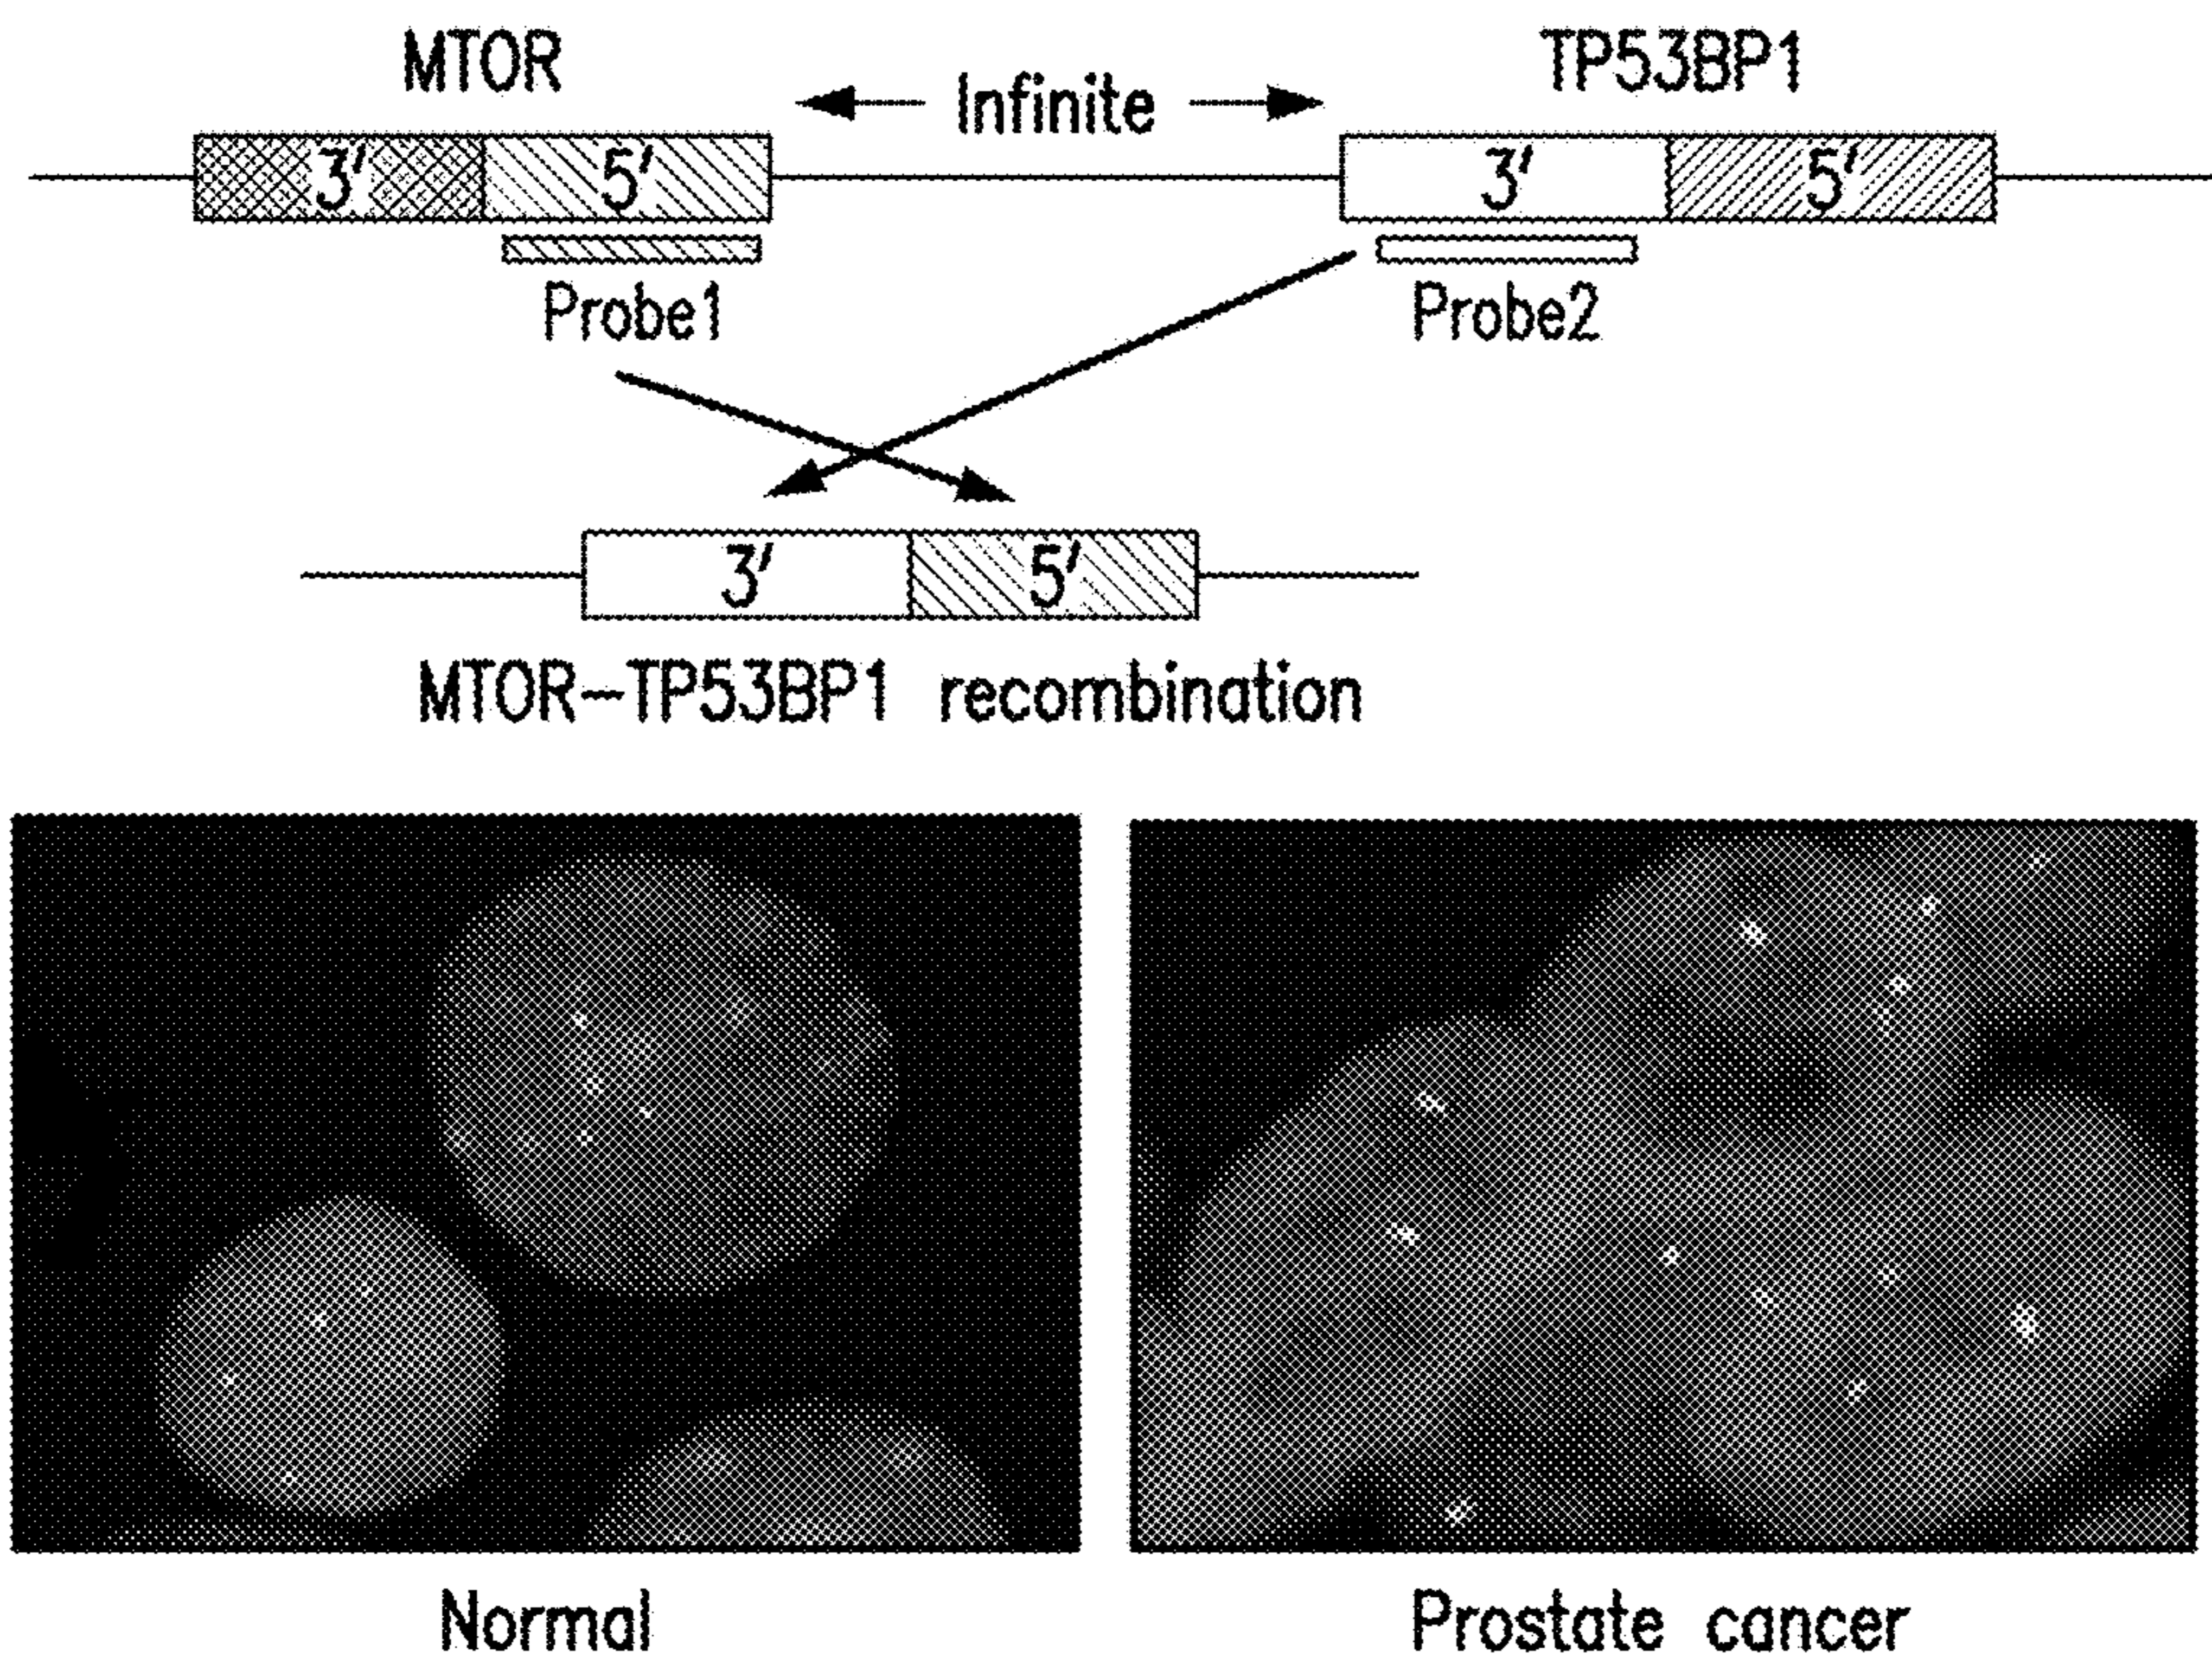 MTOR
Infinite
TP53BP1
3' 5'
3' 5'
Probe1
Probe2
3' 5'
MTOR-TP53BP1 recombination
Normal
Prostate cancer